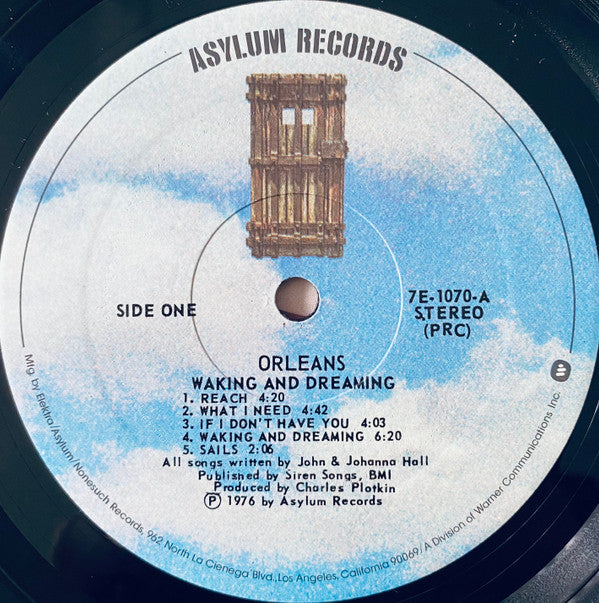 ASYLUM RECORDS
SIDE ONE
7E-1070-A
STEREO
(PRC)
ORLEANS
WAKING AND DREAMING
1. REACH 4:20
2. WHAT I NEED 4:42
3. IF I DON'T HAVE YOU 4:03
4. WAKING AND DREAMING 6:20
5. SAILS 2:06
All songs written by John & Johanna Hall
Published by Siren Songs, BMI
Produced by Charles Plotkin
Ⓟ 1976 by Asylum Records
Mfg. by Elektra/Asylum/Nonesuch Records, 962 North La Cienega Blvd., Los Angeles, California 90069/A Division of Warner Communications Inc.